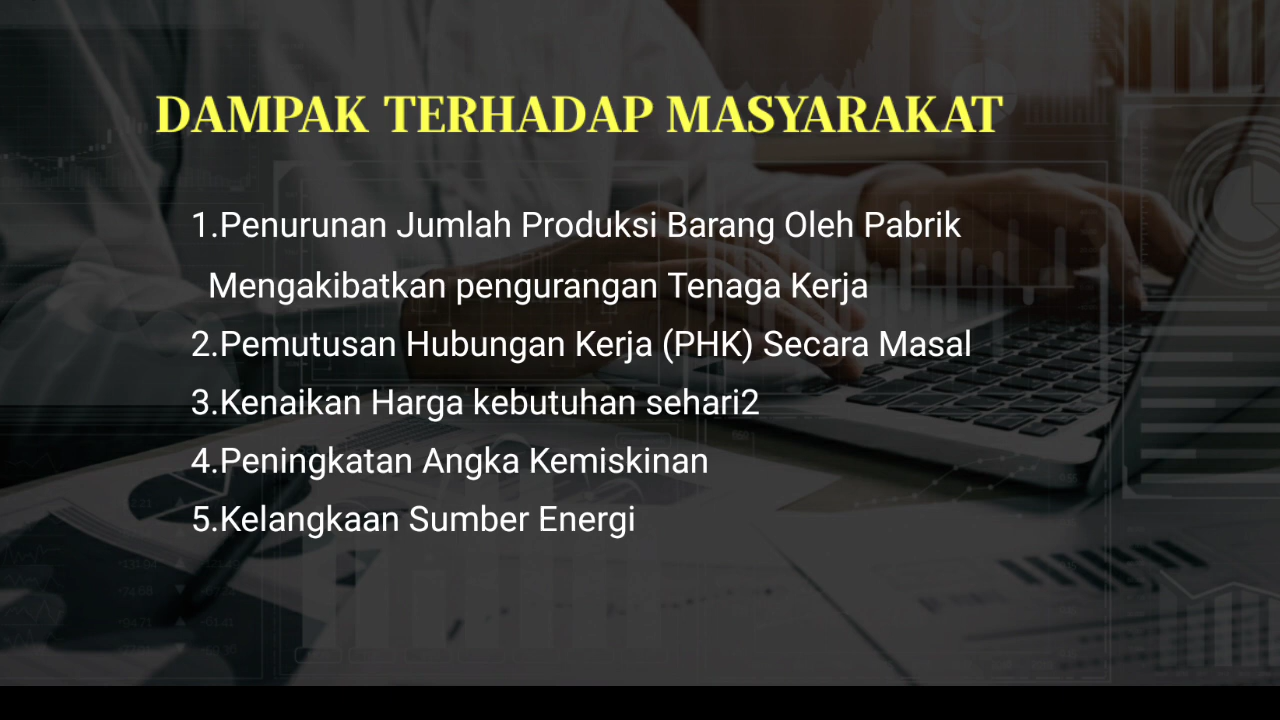 DAMPAK TERHADAP MASYARAKAT
1.Penurunan Jumlah Produksi Barang Oleh Pabrik
Mengakibatkan pengurangan Tenaga Kerja
2.Pemutusan Hubungan Kerja (PHK) Secara Masal
3.Kenaikan Harga kebutuhan sehari2
4.Peningkatan Angka Kemiskinan
5.Kelangkaan Sumber Energi